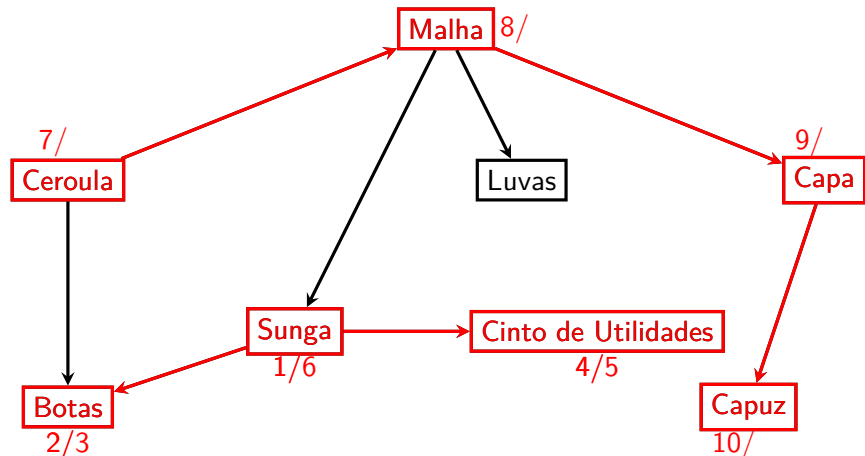 Malha 8/
7/
9/
Ceroula
Luvas
Capa
Sunga
Cinto de Utilidades
1/6
4/5
Botas
Capuz
2/3
10/